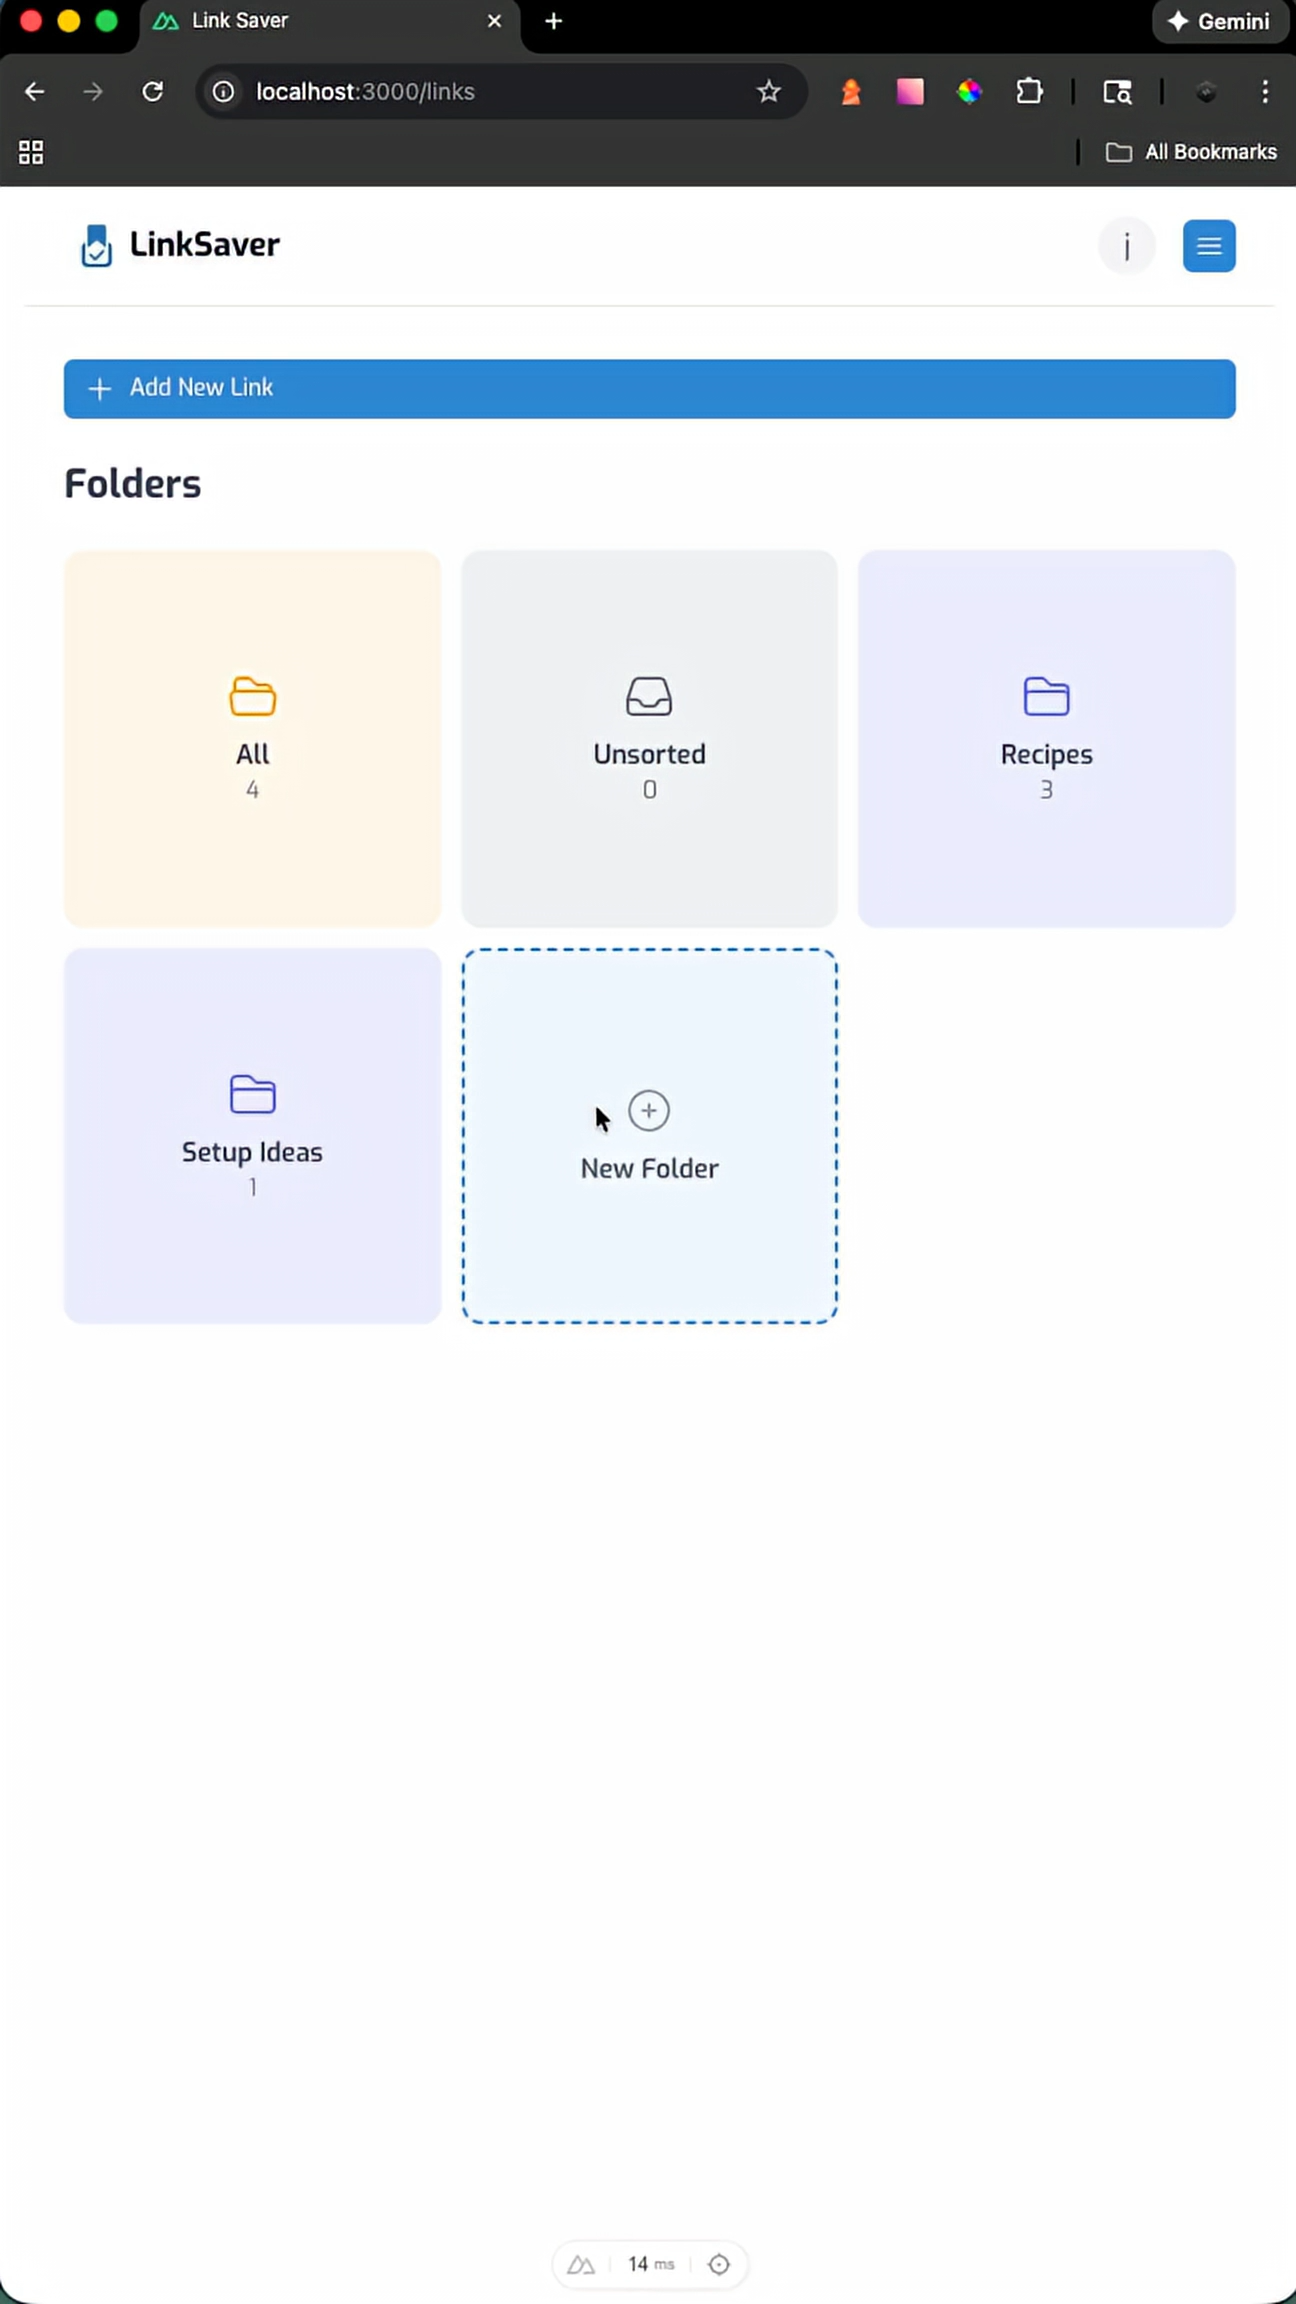 Link Saver
Gemini
localhost:3000/links
All Bookmarks
LinkSaver
j
Add New Link
Folders
All
4
Unsorted
0
Recipes
3
Setup Ideas
1
New Folder
14 ms